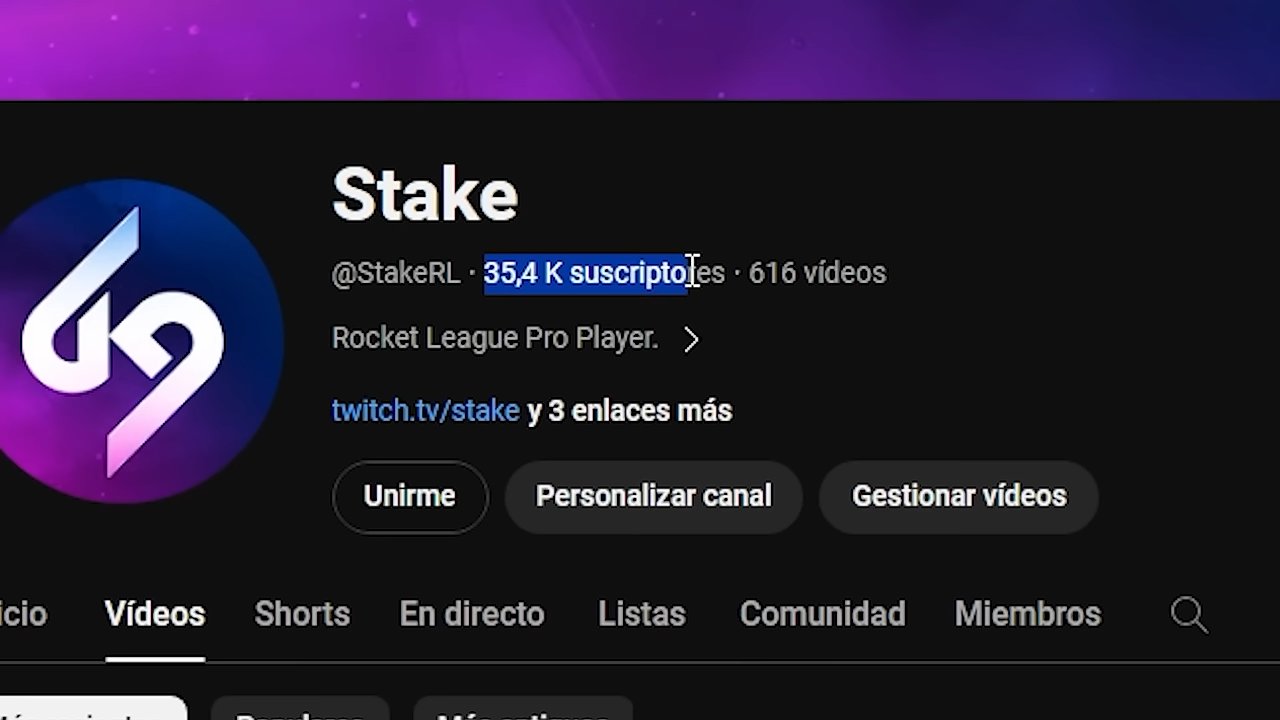 Stake
@StakeRL · 35,4 K suscriptores · 616 vídeos
Rocket League Pro Player.
twitch.tv/stake y 3 enlaces más
Unirme Personalizar canal Gestionar vídeos
icio Vídeos Shorts En directo Listas Comunidad Miembros